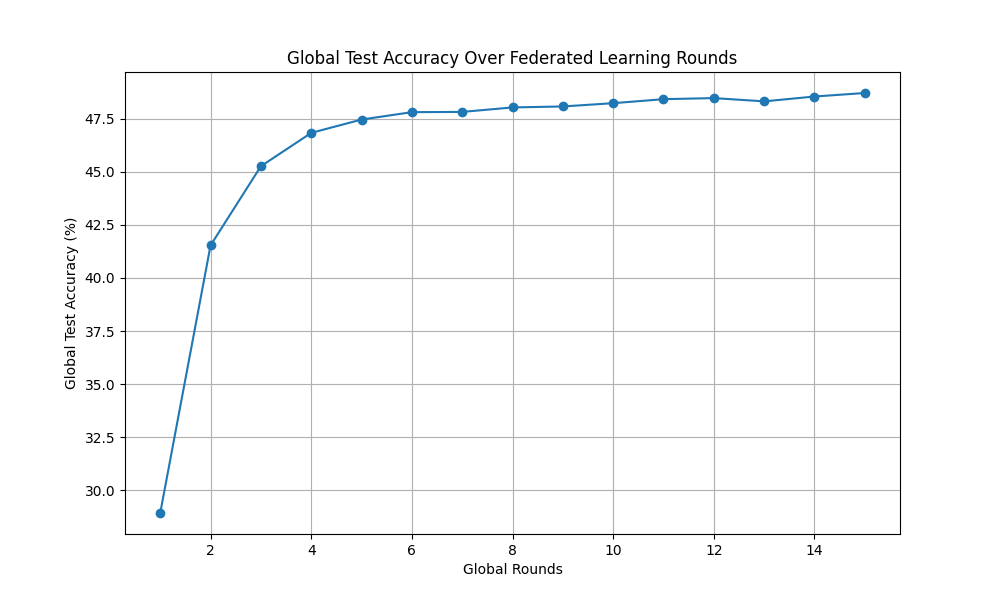 Global Test Accuracy Over Federated Learning Rounds
Global Test Accuracy (%)
47.5
45.0
42.5
40.0
37.5
35.0
32.5
30.0
2 4 6 8 10 12 14
Global Rounds